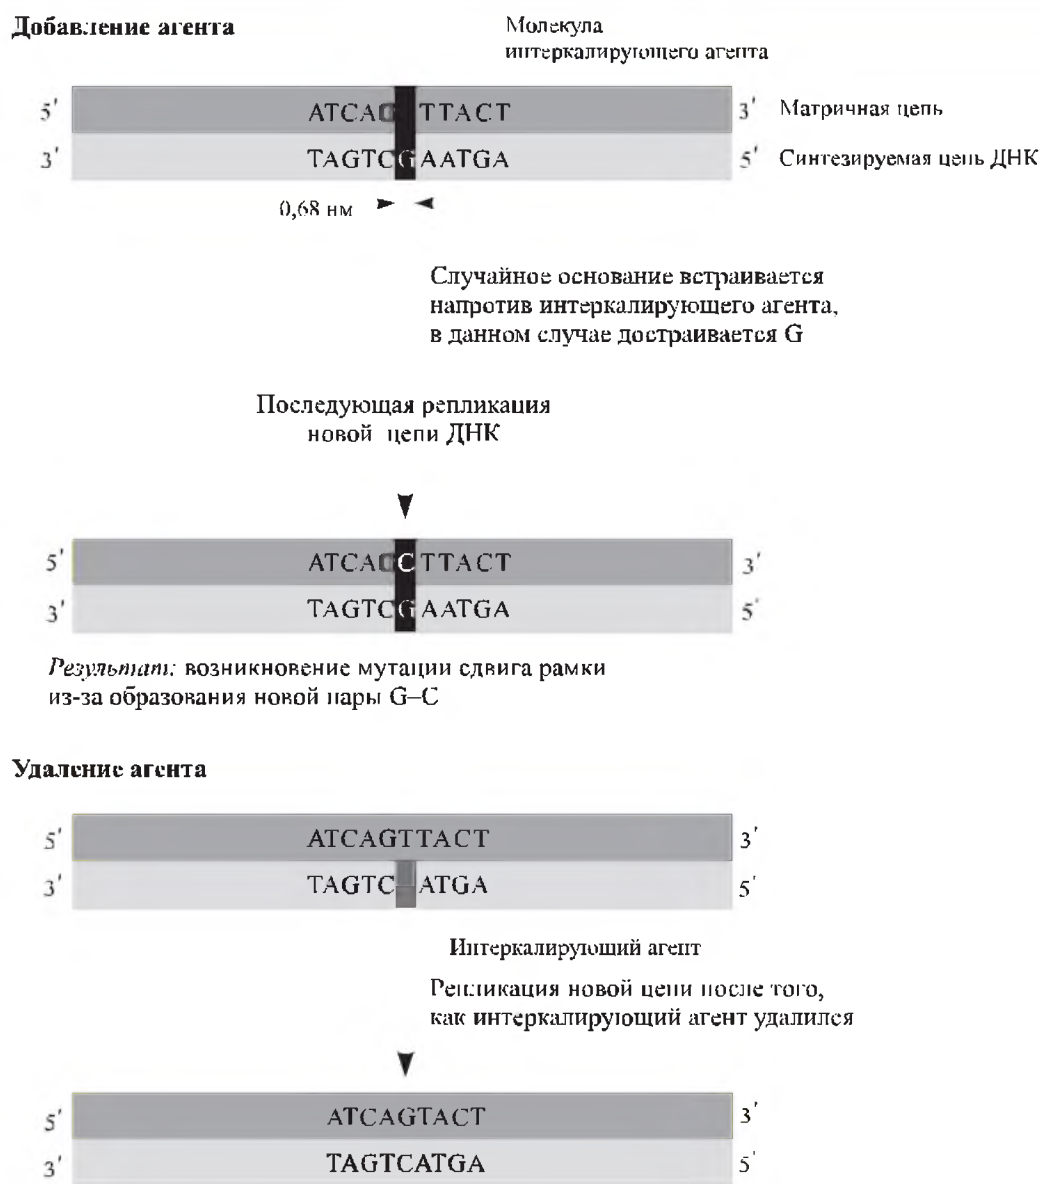 Добавление агента
Молекула
интеркалирующего агента
5' ATCAG TTACT 3' Матричная цепь
3' TAGTCGAATGA 5' Синтезируемая цепь ДНК
0,68 нм
Случайное основание встраивается
напротив интеркалирующего агента,
в данном случае достраивается G
Последующая репликация
новой цепи ДНК
5' ATCAGCTTACT 3'
3' TAGTCGAATGA 5'
Результат: возникновение мутации сдвига рамки
из-за образования новой пары G–C
Удаление агента
5' ATCAGTTACT 3'
3' TAGTC ATGA 5'
Интеркалирующий агент
Репликация новой цепи после того,
как интеркалирующий агент удалился
5' ATCAGTACT 3'
3' TAGTCATGA 5'